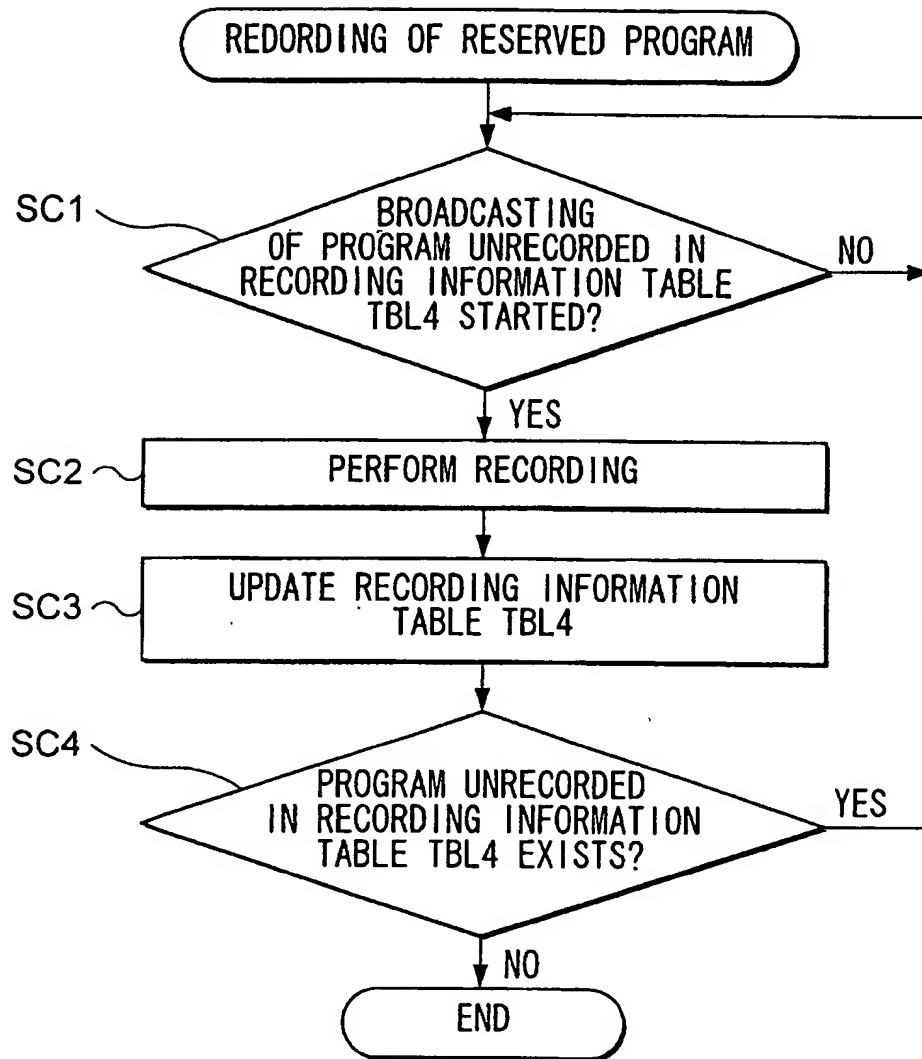 REDORDING OF RESERVED PROGRAM
SC1
BROADCASTING
OF PROGRAM UNRECORDED IN
RECORDING INFORMATION TABLE
TBL4 STARTED?
NO
YES
SC2
PERFORM RECORDING
SC3
UPDATE RECORDING INFORMATION
TABLE TBL4
SC4
PROGRAM UNRECORDED
IN RECORDING INFORMATION
TABLE TBL4 EXISTS?
YES
NO
END